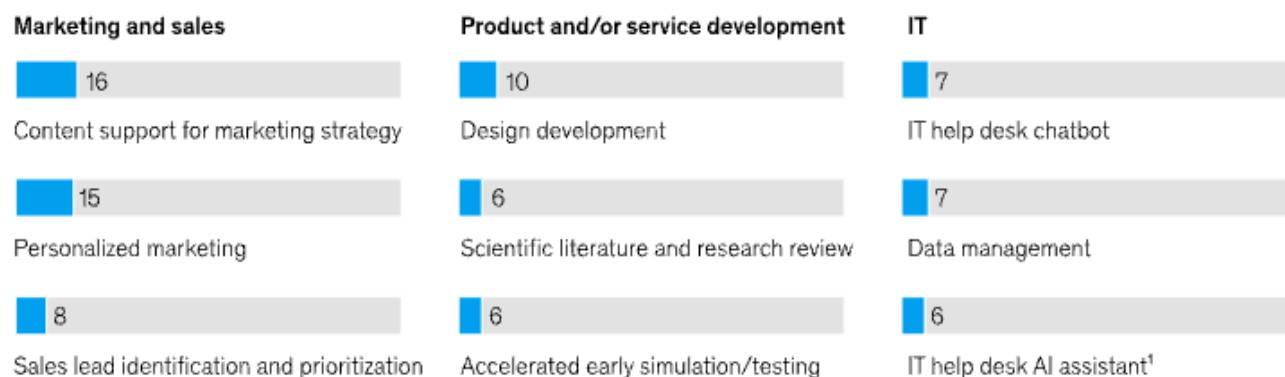 Marketing and sales
16
Content support for marketing strategy
15
Personalized marketing
8
Sales lead identification and prioritization
Product and/or service development
10
Design development
6
Scientific literature and research review
6
Accelerated early simulation/testing
IT
7
IT help desk chatbot
7
Data management
6
IT help desk AI assistant¹